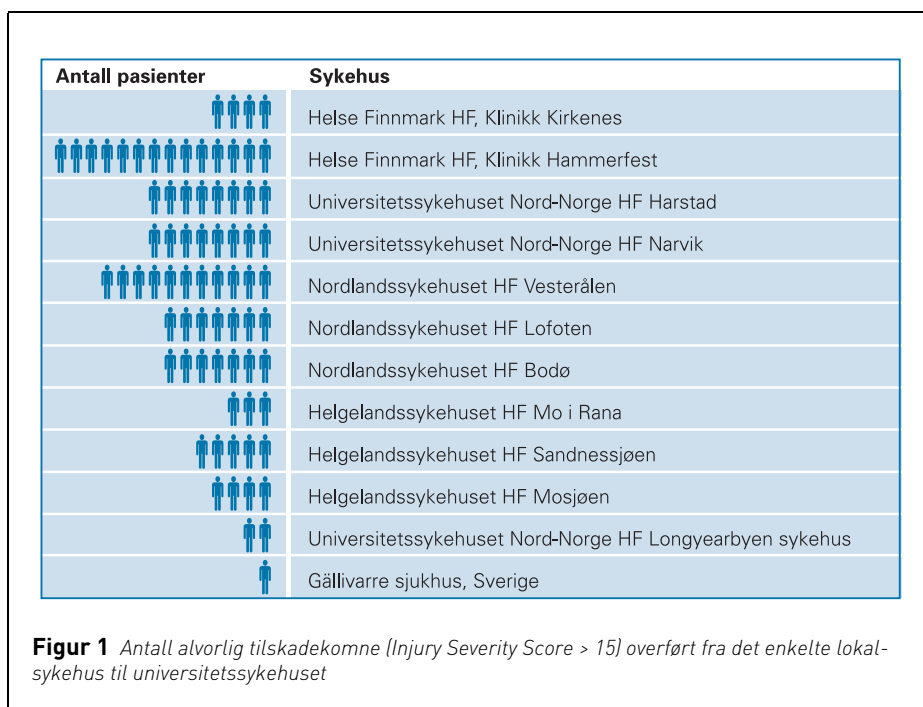 Antall pasienter Sykehus
Helse Finnmark HF, Klinikk Kirkenes
Helse Finnmark HF, Klinikk Hammerfest
Universitetssykehuset Nord-Norge HF Harstad
Universitetssykehuset Nord-Norge HF Narvik
Nordlandssykehuset HF Vesterålen
Nordlandssykehuset HF Lofoten
Nordlandssykehuset HF Bodø
Helgelandssykehuset HF Mo i Rana
Helgelandssykehuset HF Sandnessjøen
Helgelandssykehuset HF Mosjøen
Universitetssykehuset Nord-Norge HF Longyearbyen sykehus
Gällivarre sjukhus, Sverige
Figur 1 Antall alvorlig tilskadekomne (Injury Severity Score > 15) overført fra det enkelte lokal-
sykehus til universitetssykehuset